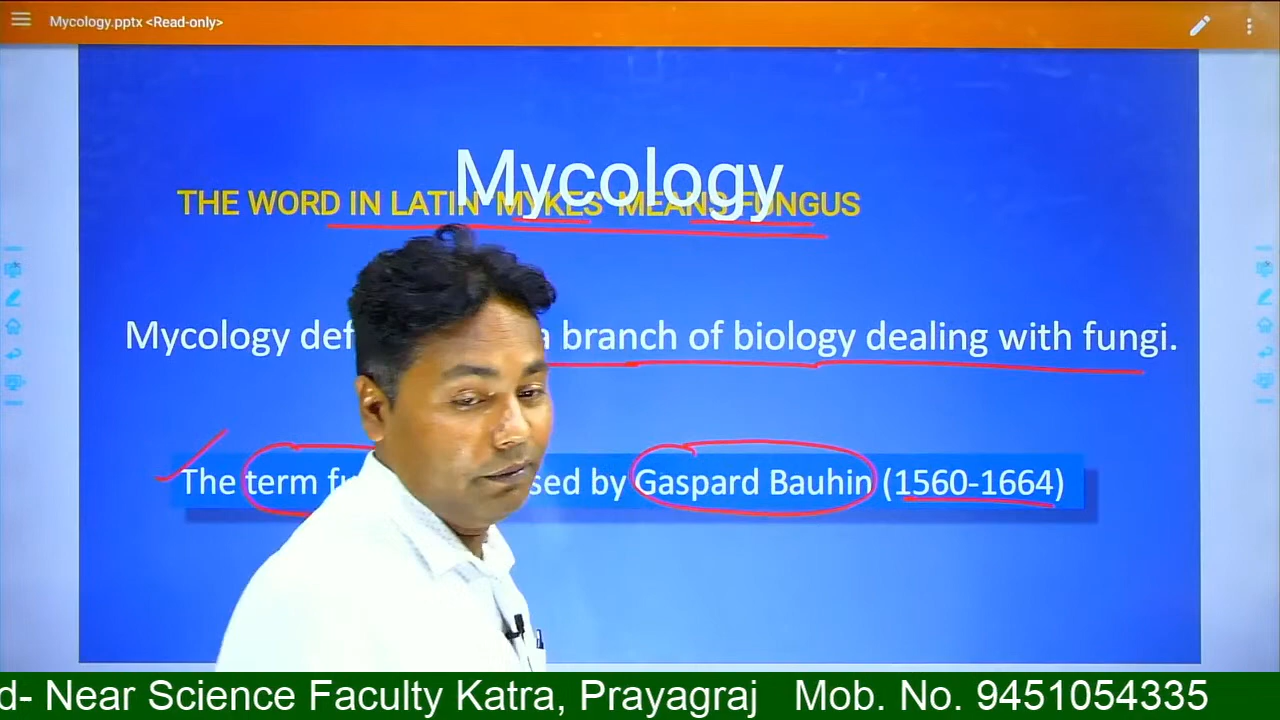 Mycology.pptx <Read-only>
Mycology
THE WORD IN LATIN MYKES MEANS FUNGUS
Mycology def a branch of biology dealing with fungi.
The term fu sed by Gaspard Bauhin (1560-1664)
d- Near Science Faculty Katra, Prayagraj Mob. No. 9451054335